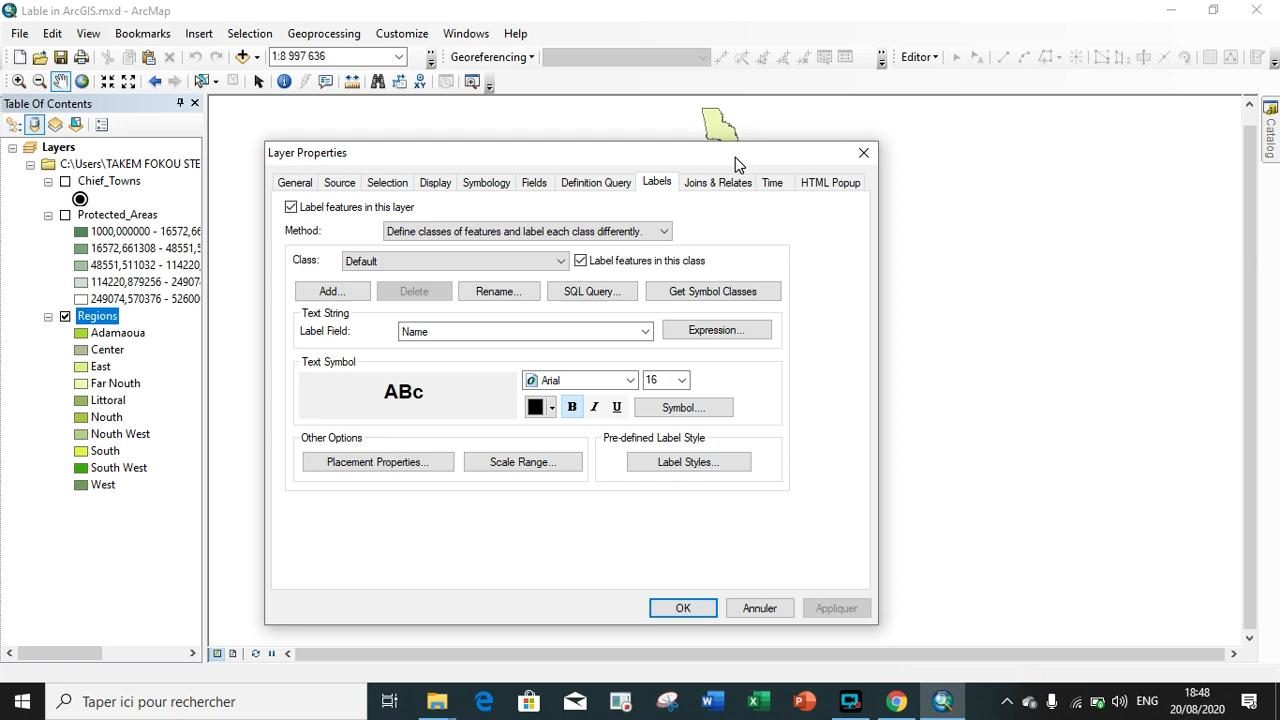 Lable in ArcGIS.mxd - ArcMap
File Edit View Bookmarks Insert Selection Geoprocessing Customize Windows Help
1:8 997 636 Georeferencing Editor
Table Of Contents
Layers
C:\Users\TAKEM FOKOU STE
Chief_Towns
Protected_Areas
1000,000000 - 16572,66
16572,661308 - 48551,5
48551,511032 - 114220,
114220,879256 - 24907
249074,570376 - 52600
Regions
Adamaoua
Center
East
Far Nouth
Littoral
Nouth
Nouth West
South
South West
West
Layer Properties
General Source Selection Display Symbology Fields Definition Query Labels Joins & Relates Time HTML Popup
Label features in this layer
Method: Define classes of features and label each class differently.
Class: Default Label features in this class
Add... Delete Rename... SQL Query... Get Symbol Classes
Text String
Label Field: Name Expression...
Text Symbol
ABc
Arial 16
B I U Symbol....
Other Options
Placement Properties... Scale Range...
Pre-defined Label Style
Label Styles...
OK Annuler Appliquer
Catalog
Taper ici pour rechercher
ENG
18:48
20/08/2020